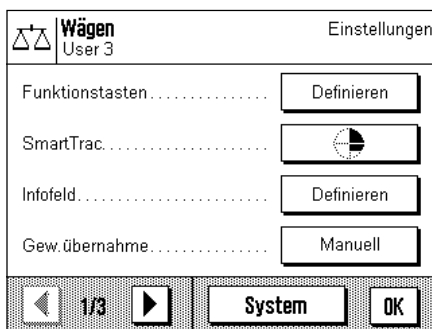 Wägen
User 3
Einstellungen
Funktionstasten............... Definieren
SmartTrac.....................
Infofeld........................ Definieren
Gew.übernahme............... Manuell
1/3
System
OK